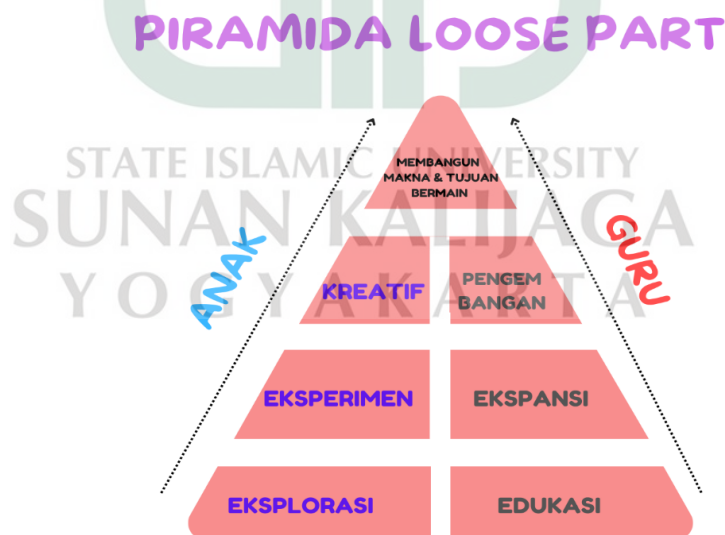 PIRAMIDA LOOSE PART
STATE ISLAMIC UNIVERSITY
SUNAN KALIJAGA
YOGYAKARTA
MEMBANGUN
MAKNA & TUJUAN
BERMAIN
ANAK
GURU
KREATIF
PENGEM
BANGAN
EKSPERIMEN
EKSPANSI
EKSPLORASI
EDUKASI